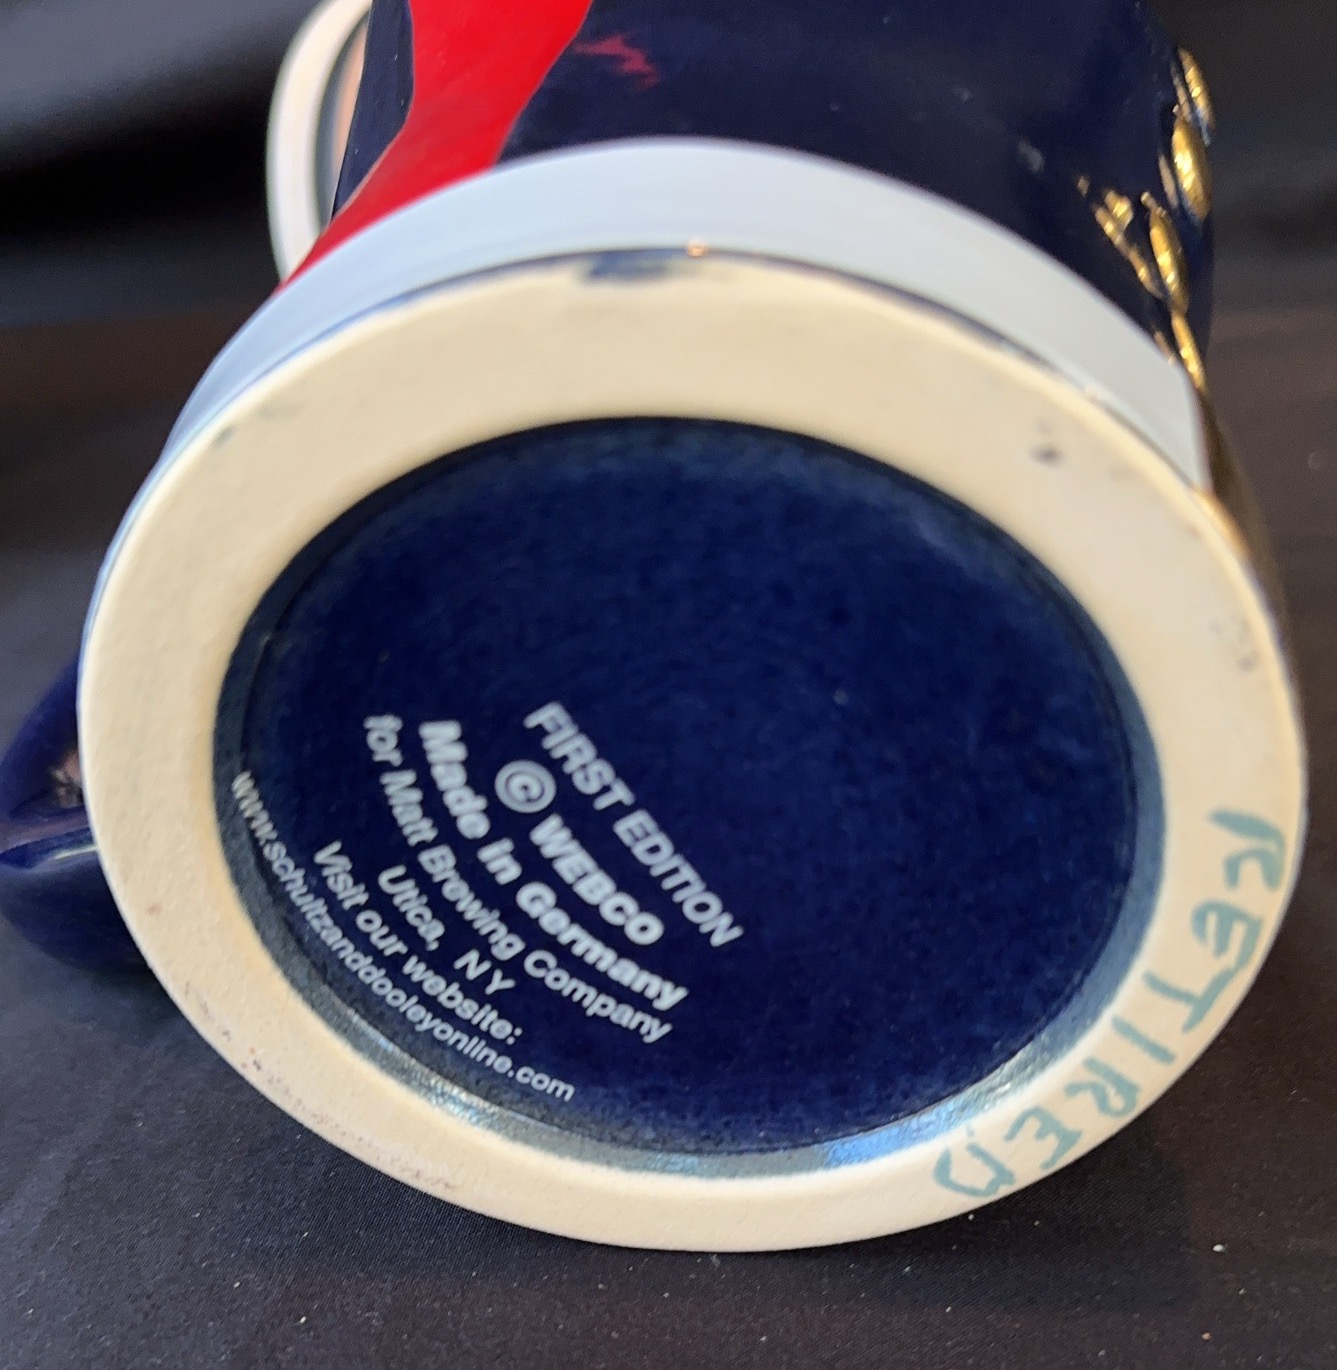 FIRST EDITION
© WEBCO
Made in Germany
for Matt Brewing Company
Utica, NY
Visit our website:
www.schultzanddooleyonline.com
RETIRED